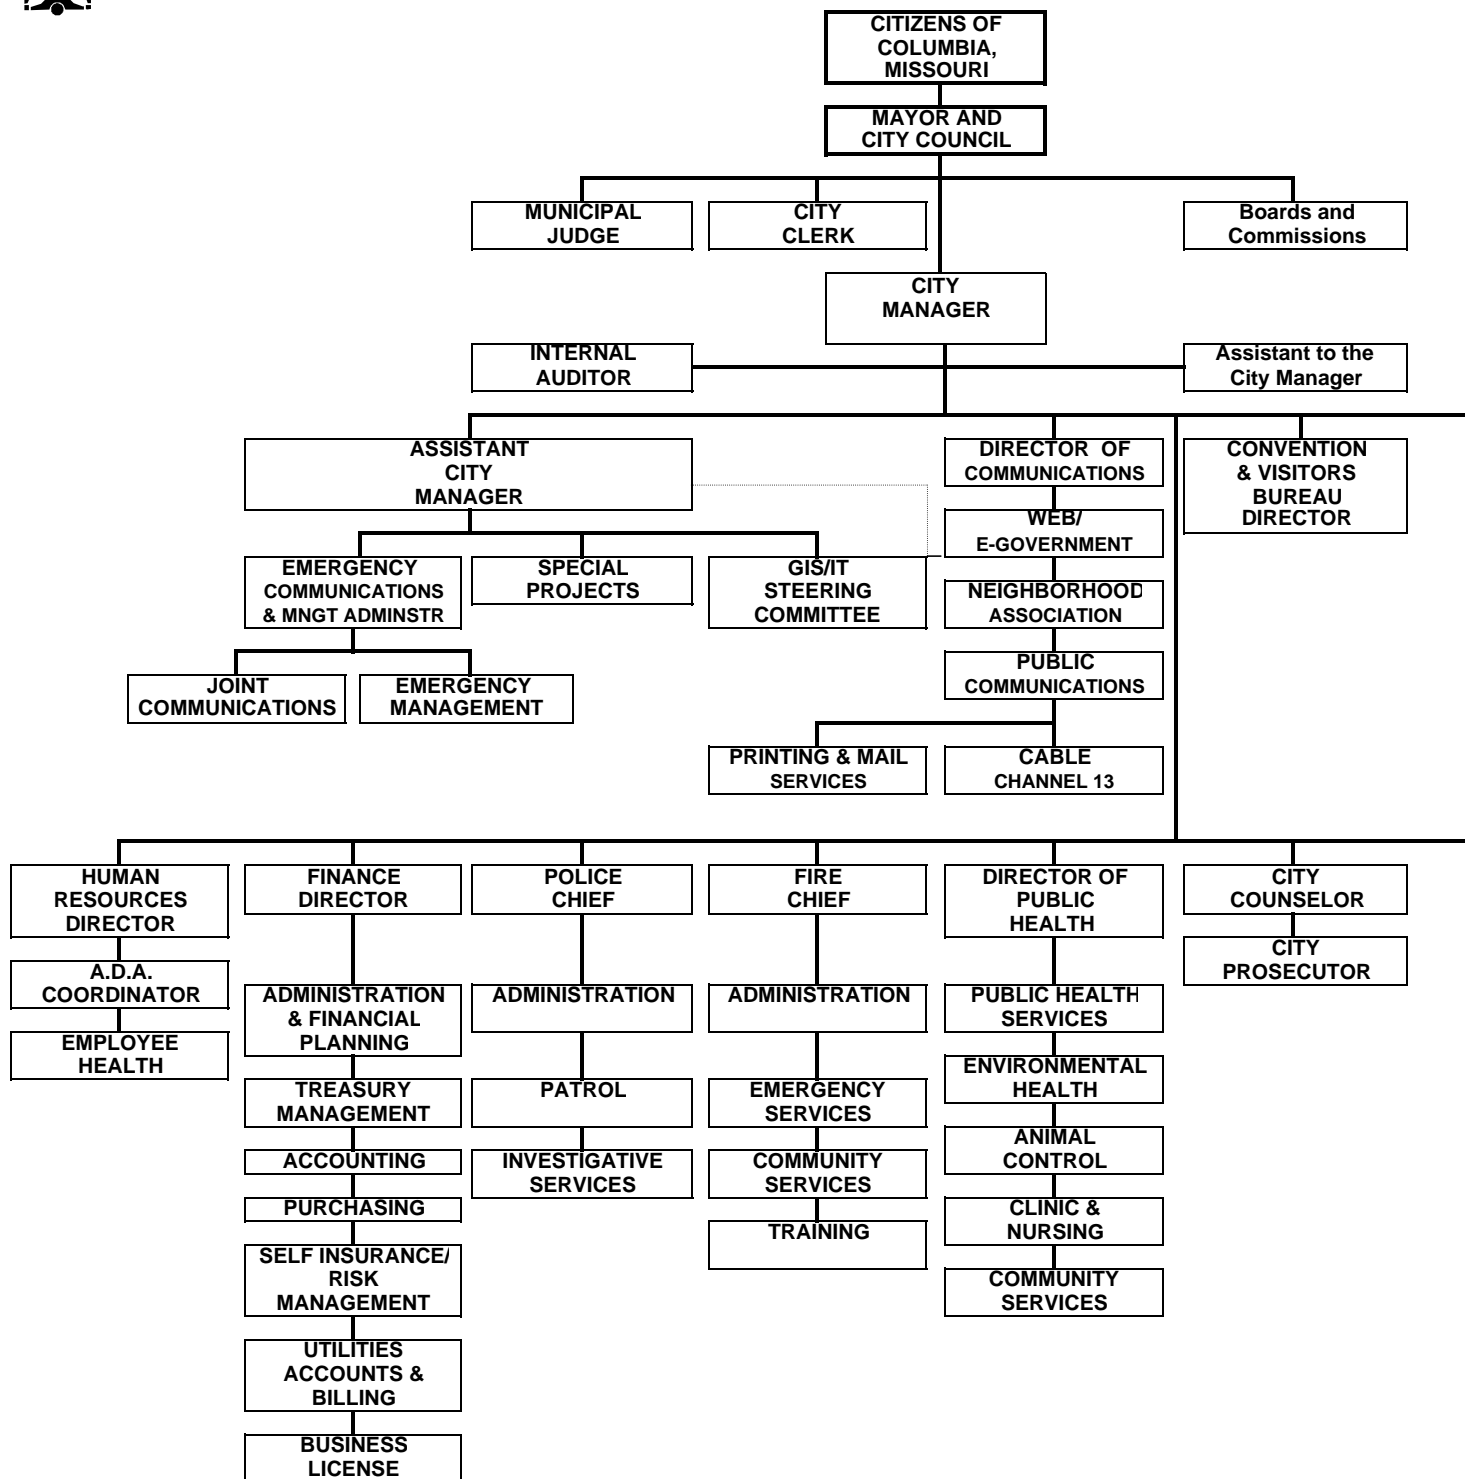 CITIZENS OF
COLUMBIA,
MISSOURI
MAYOR AND
CITY COUNCIL
MUNICIPAL
JUDGE
CITY
CLERK
Boards and
Commissions
CITY
MANAGER
INTERNAL
AUDITOR
Assistant to the
City Manager
ASSISTANT
CITY
MANAGER
DIRECTOR OF
COMMUNICATIONS
CONVENTION
& VISITORS
BUREAU
DIRECTOR
WEB/
E-GOVERNMENT
EMERGENCY
COMMUNICATIONS
& MNGT ADMINSTR
SPECIAL
PROJECTS
GIS/IT
STEERING
COMMITTEE
NEIGHBORHOOD
ASSOCIATION
PUBLIC
COMMUNICATIONS
JOINT
COMMUNICATIONS
EMERGENCY
MANAGEMENT
PRINTING & MAIL
SERVICES
CABLE
CHANNEL 13
HUMAN
RESOURCES
DIRECTOR
FINANCE
DIRECTOR
POLICE
CHIEF
FIRE
CHIEF
DIRECTOR OF
PUBLIC
HEALTH
CITY
COUNSELOR
A.D.A.
COORDINATOR
EMPLOYEE
HEALTH
ADMINISTRATION
& FINANCIAL
PLANNING
TREASURY
MANAGEMENT
ACCOUNTING
PURCHASING
SELF INSURANCE/
RISK
MANAGEMENT
UTILITIES
ACCOUNTS &
BILLING
BUSINESS
LICENSE
ADMINISTRATION
PATROL
INVESTIGATIVE
SERVICES
ADMINISTRATION
EMERGENCY
SERVICES
COMMUNITY
SERVICES
TRAINING
PUBLIC HEALTH
SERVICES
ENVIRONMENTAL
HEALTH
ANIMAL
CONTROL
CLINIC &
NURSING
COMMUNITY
SERVICES
CITY
PROSECUTOR